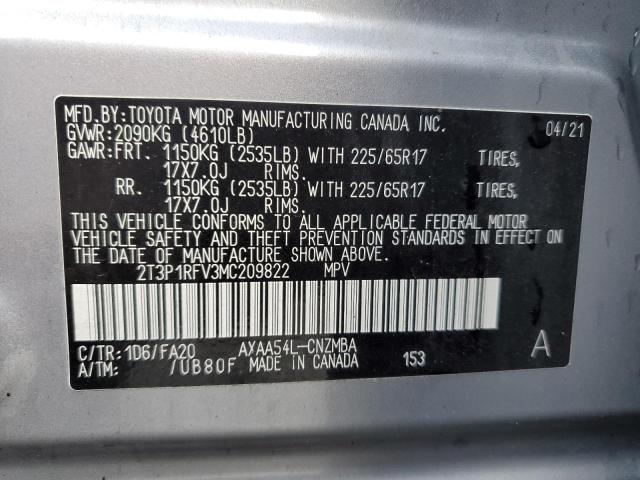 MFD.BY:TOYOTA MOTOR MANUFACTURING CANADA INC. 04/21
GVWR:2090KG (4610LB)
GAWR:FRT. 1150KG (2535LB) WITH 225/65R17 TIRES,
17X7.0J RIMS.
RR. 1150KG (2535LB) WITH 225/65R17 TIRES,
17X7.0J RIMS.
THIS VEHICLE CONFORMS TO ALL APPLICABLE FEDERAL MOTOR
VEHICLE SAFETY AND THEFT PREVENTION STANDARDS IN EFFECT ON
THE DATE OF MANUFACTURE SHOWN ABOVE.
2T3P1RFV3MC209822 MPV
C/TR:1D6/FA20 AXAA54L-CNZMBA 153 A
A/TM: /UB80F MADE IN CANADA